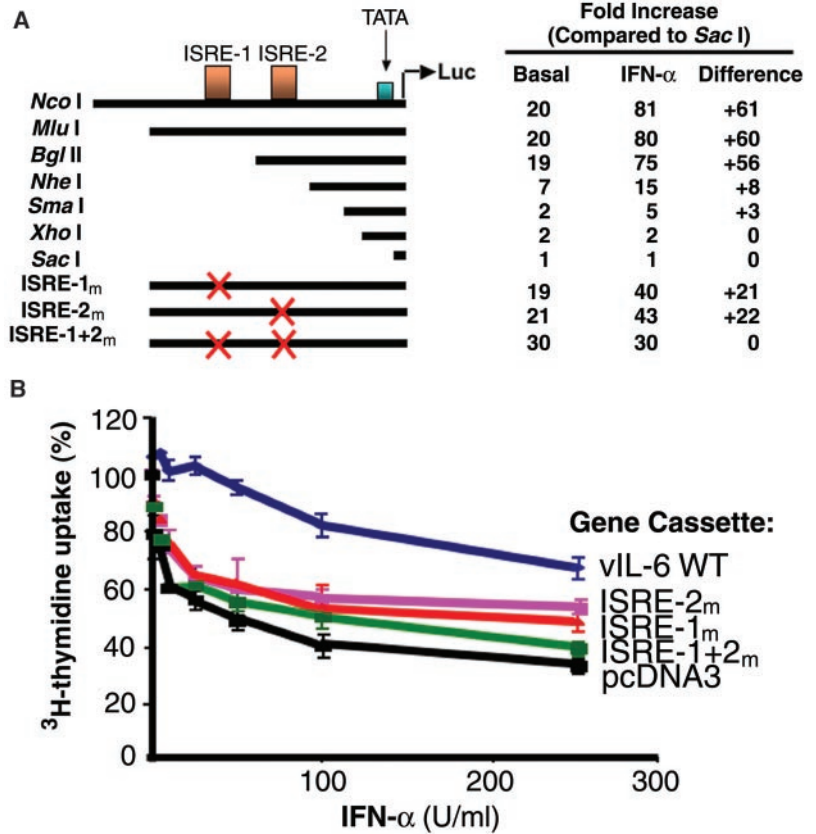 A
TATA
ISRE-1 ISRE-2
Luc
Fold Increase
(Compared to Sac I)
Basal IFN-α Difference
Nco I 20 81 +61
Mlu I 20 80 +60
Bgl II 19 75 +56
Nhe I 7 15 +8
Sma I 2 5 +3
Xho I 2 2 0
Sac I 1 1 0
ISRE-1m 19 40 +21
ISRE-2m 21 43 +22
ISRE-1+2m 30 30 0
B
3H-thymidine uptake (%)
120
100
80
60
40
20
0
100 200 300
IFN-α (U/ml)
Gene Cassette:
vIL-6 WT
ISRE-2m
ISRE-1m
ISRE-1+2m
pcDNA3